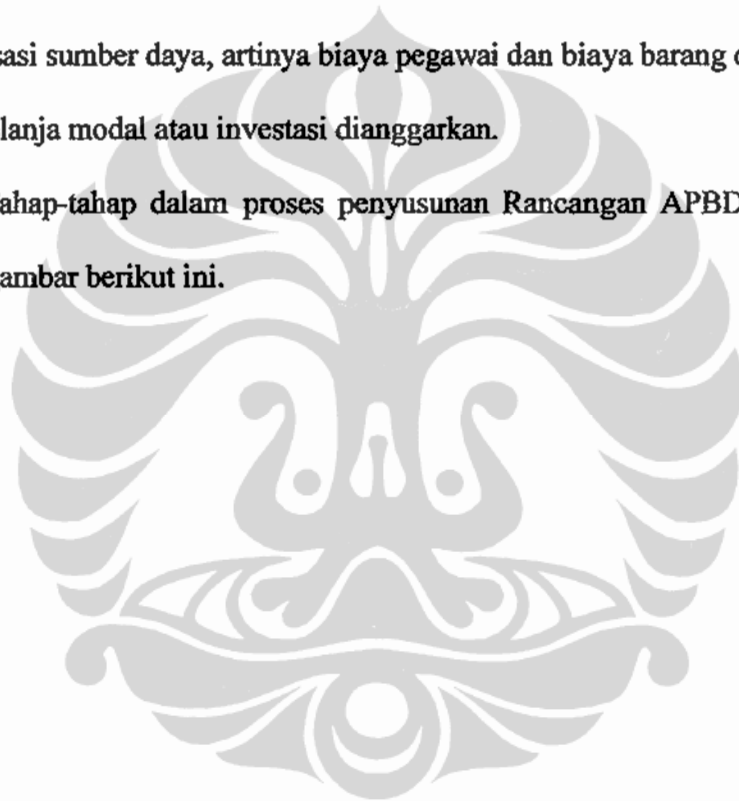 sasi sumber daya, artinya biaya pegawai dan biaya barang
lanja modal atau investasi dianggarkan.
ahap-tahap dalam proses penyusunan Rancangan APBD
ambar berikut ini.